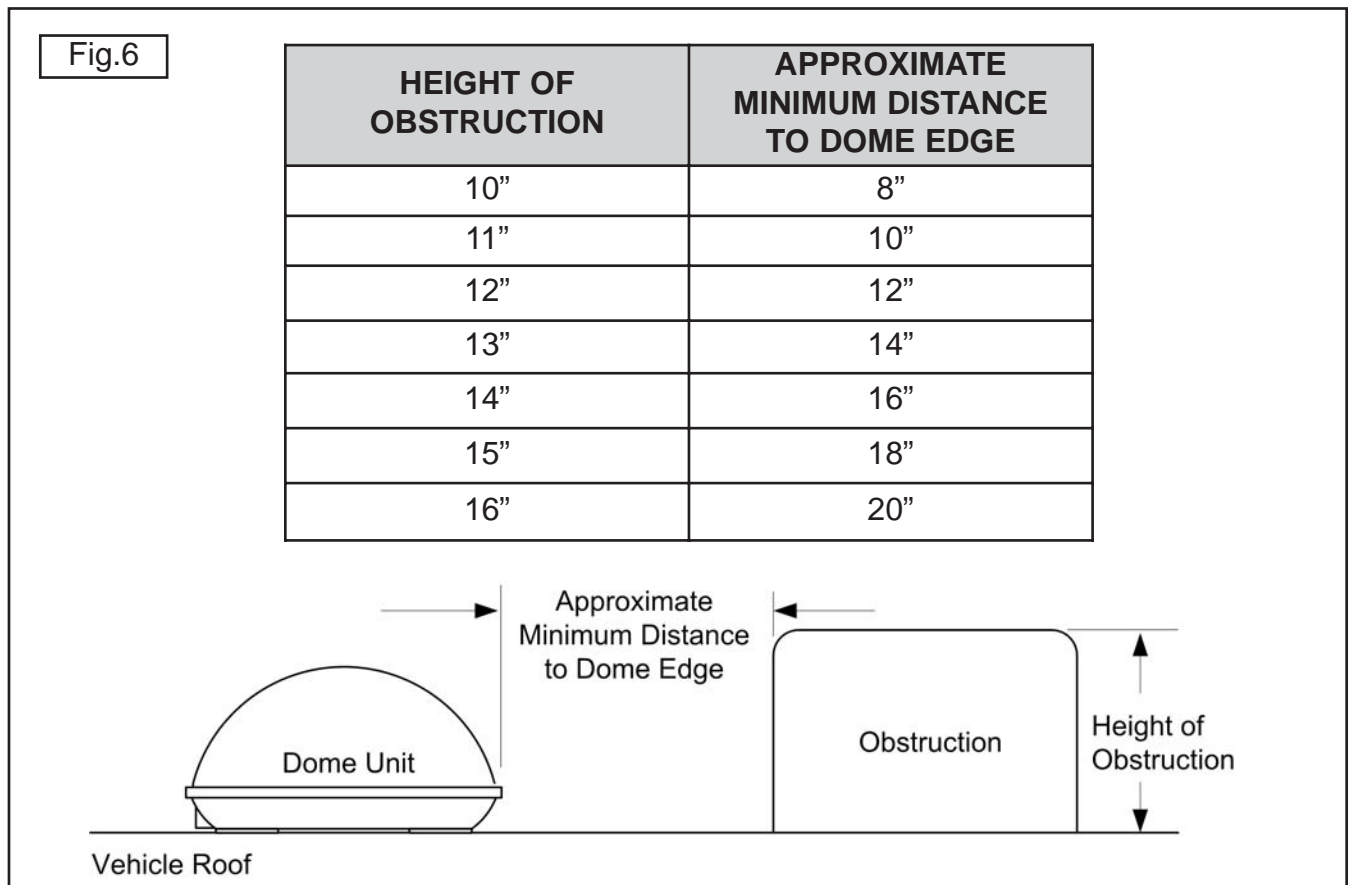 Fig.6
HEIGHT OF
OBSTRUCTION
APPROXIMATE
MINIMUM DISTANCE
TO DOME EDGE
10” 8”
11” 10”
12” 12”
13” 14”
14” 16”
15” 18”
16” 20”
Approximate
Minimum Distance
to Dome Edge
Dome Unit
Obstruction
Height of
Obstruction
Vehicle Roof